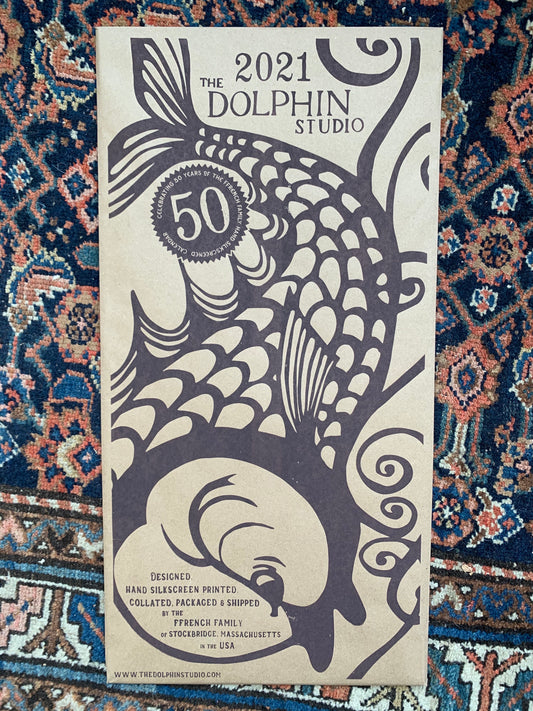 2021
THE
DOLPHIN
STUDIO
CELEBRATING 50 YEARS OF THE FFRENCH FAMILY HAND SILKSCREENED CALENDAR
50
DESIGNED,
HAND SILKSCREEN PRINTED,
COLLATED, PACKAGED & SHIPPED
BY THE
FFRENCH FAMILY
OF STOCKBRIDGE, MASSACHUSETTS
IN THE USA
WWW.THEDOLPHINSTUDIO.COM